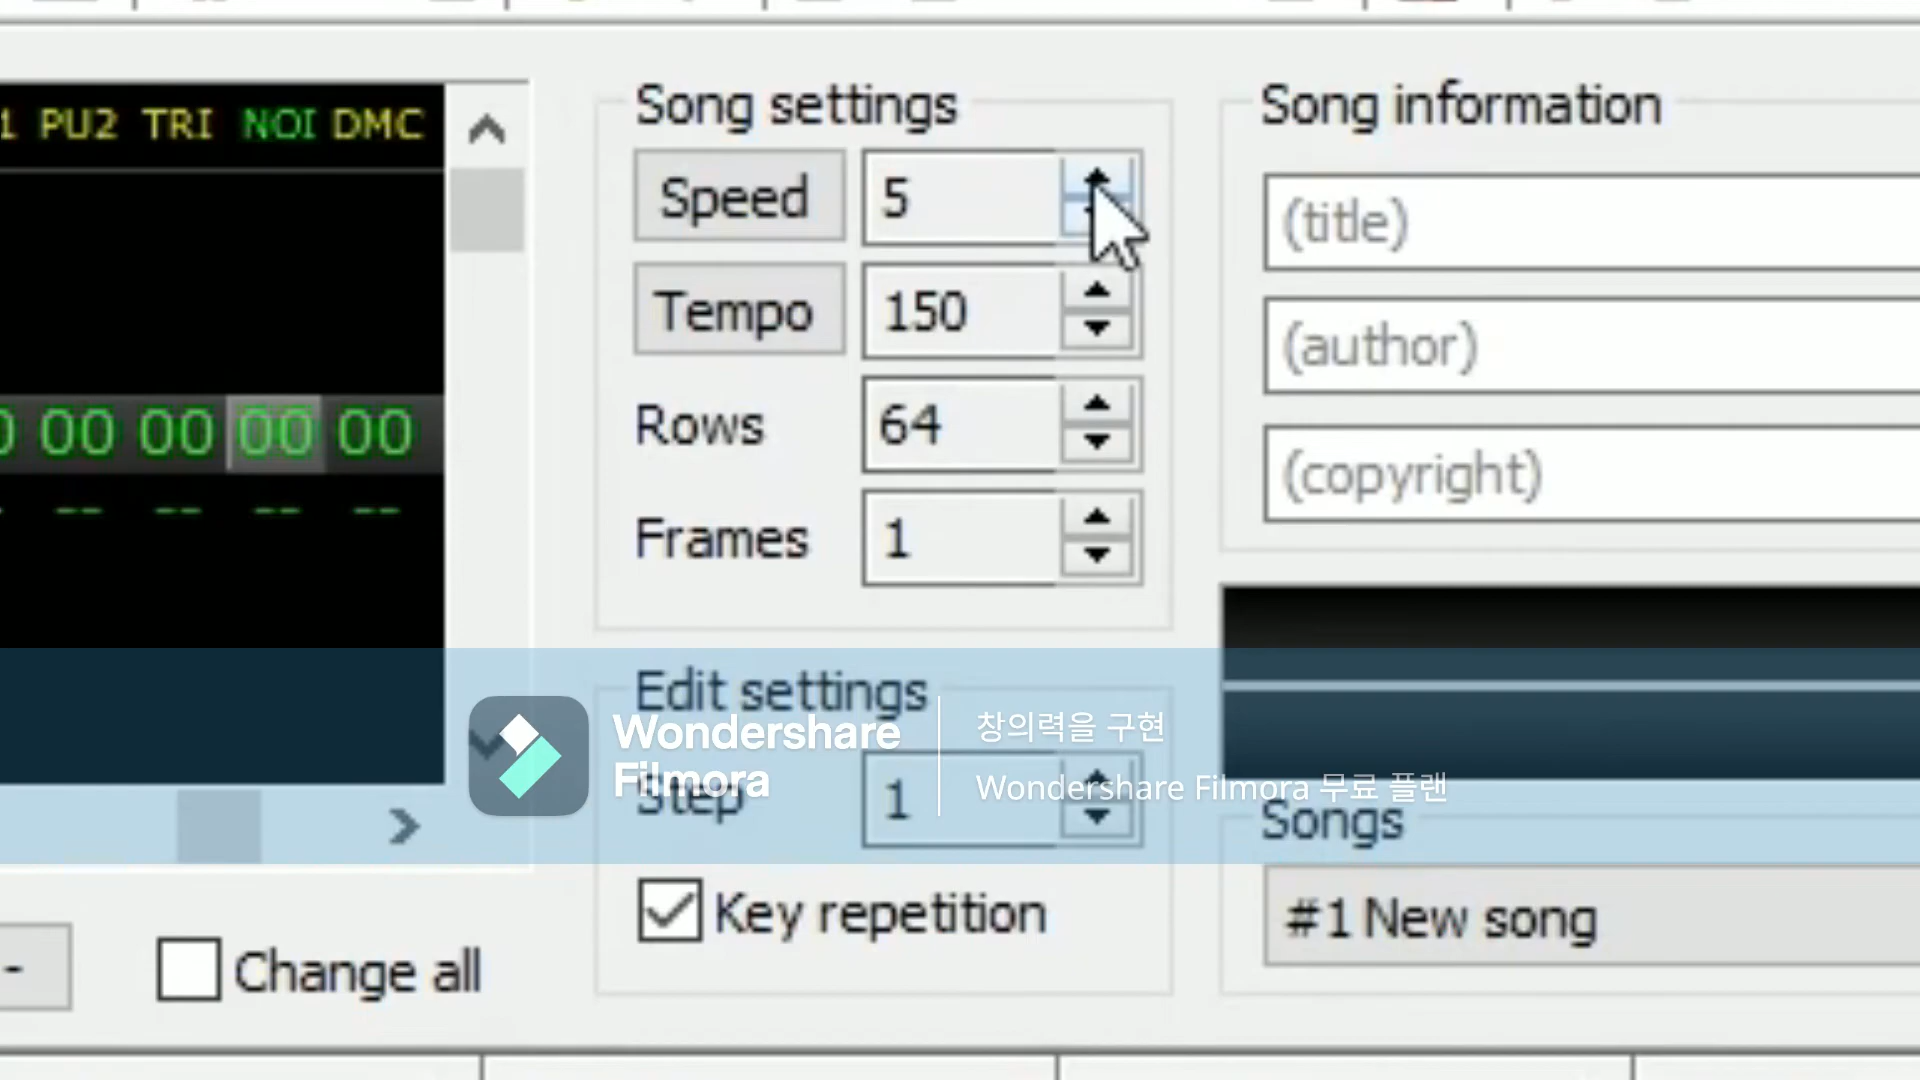 1 PU2 TRI NOI DMC
00 00 00 00
-- -- -- --
Song settings
Speed 5
Tempo 150
Rows 64
Frames 1
Song information
(title)
(author)
(copyright)
Edit settings
Step 1
Key repetition
Wondershare
Filmora
창의력을 구현
Wondershare Filmora 무료 플랜
Songs
#1 New song
-
Change all